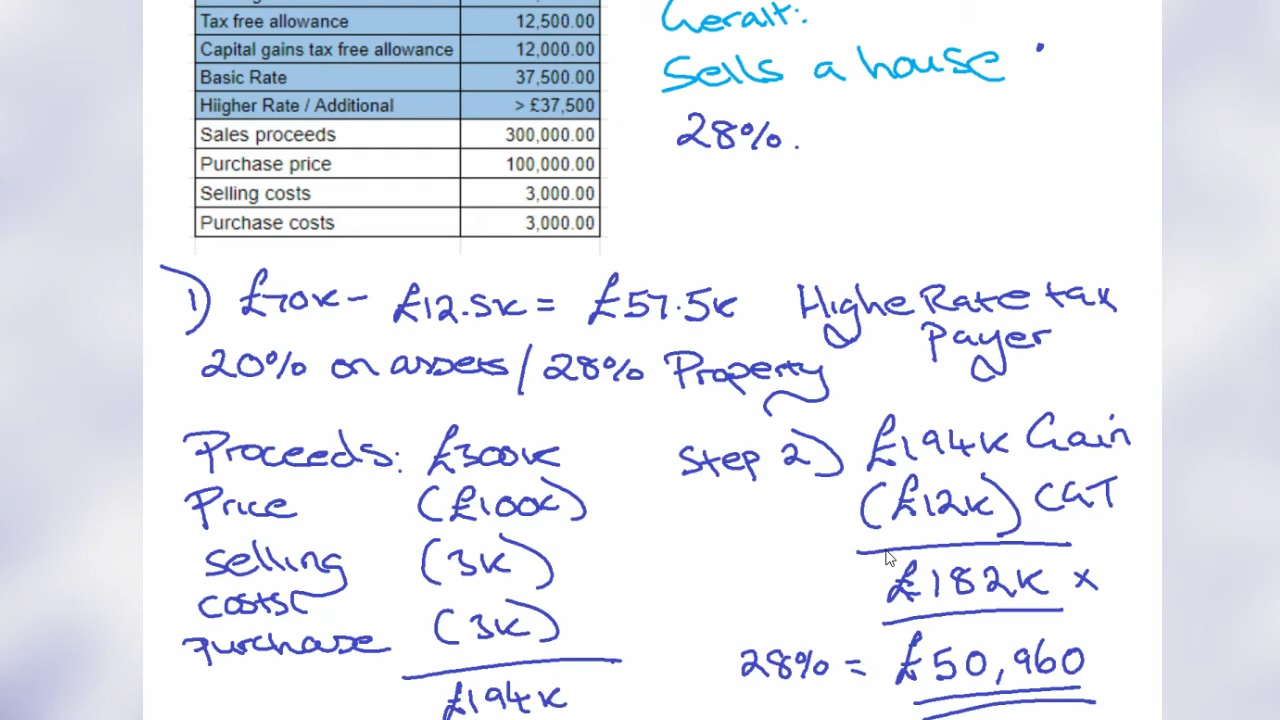 Tax free allowance 12,500.00
Capital gains tax free allowance 12,000.00
Basic Rate 37,500.00
Hiigher Rate / Additional > £37,500
Sales proceeds 300,000.00
Purchase price 100,000.00
Selling costs 3,000.00
Purchase costs 3,000.00
Geralt:
Sells a house
28%.
1) £70K - £12.5K = £57.5K Highe Rate tax
Payer
20% on assets / 28% Property
Proceeds: £300K
Price (£100K)
selling (3K)
costs
purchase (3K)
£194K
Step 2) £194K Gain
(£12K) CGT
£182K x
28% = £50,960